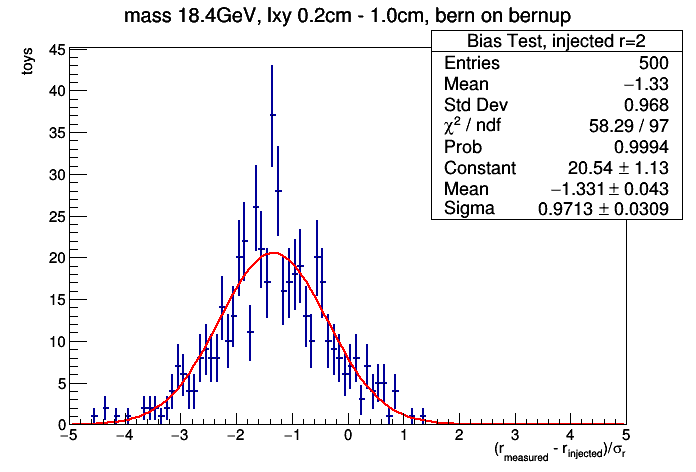 mass 18.4GeV, lxy 0.2cm - 1.0cm, bern on bernup
toys
Bias Test, injected r=2
Entries 500
Mean −1.33
Std Dev 0.968
χ² / ndf 58.29 / 97
Prob 0.9994
Constant 20.54 ± 1.13
Mean −1.331 ± 0.043
Sigma 0.9713 ± 0.0309
45
40
35
30
25
20
15
10
5
0
−5 −4 −3 −2 −1 0 1 2 3 4 5
(r_measured - r_injected)/σ_r